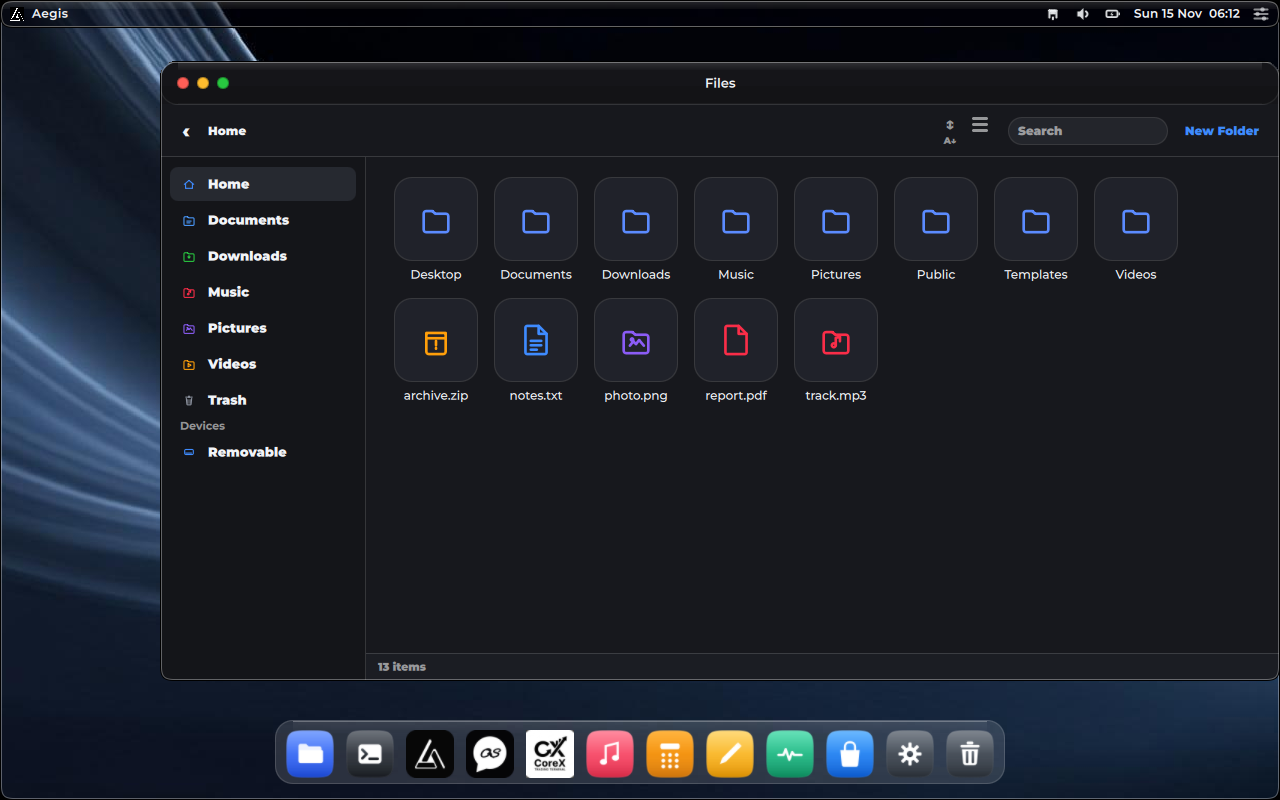 Aegis
Sun 15 Nov 06:12
Files
Home
A+
Search
New Folder
Home
Documents
Downloads
Music
Pictures
Videos
Trash
Devices
Removable
Desktop
Documents
Downloads
Music
Pictures
Public
Templates
Videos
archive.zip
notes.txt
photo.png
report.pdf
track.mp3
13 items
as
CX
CoreX